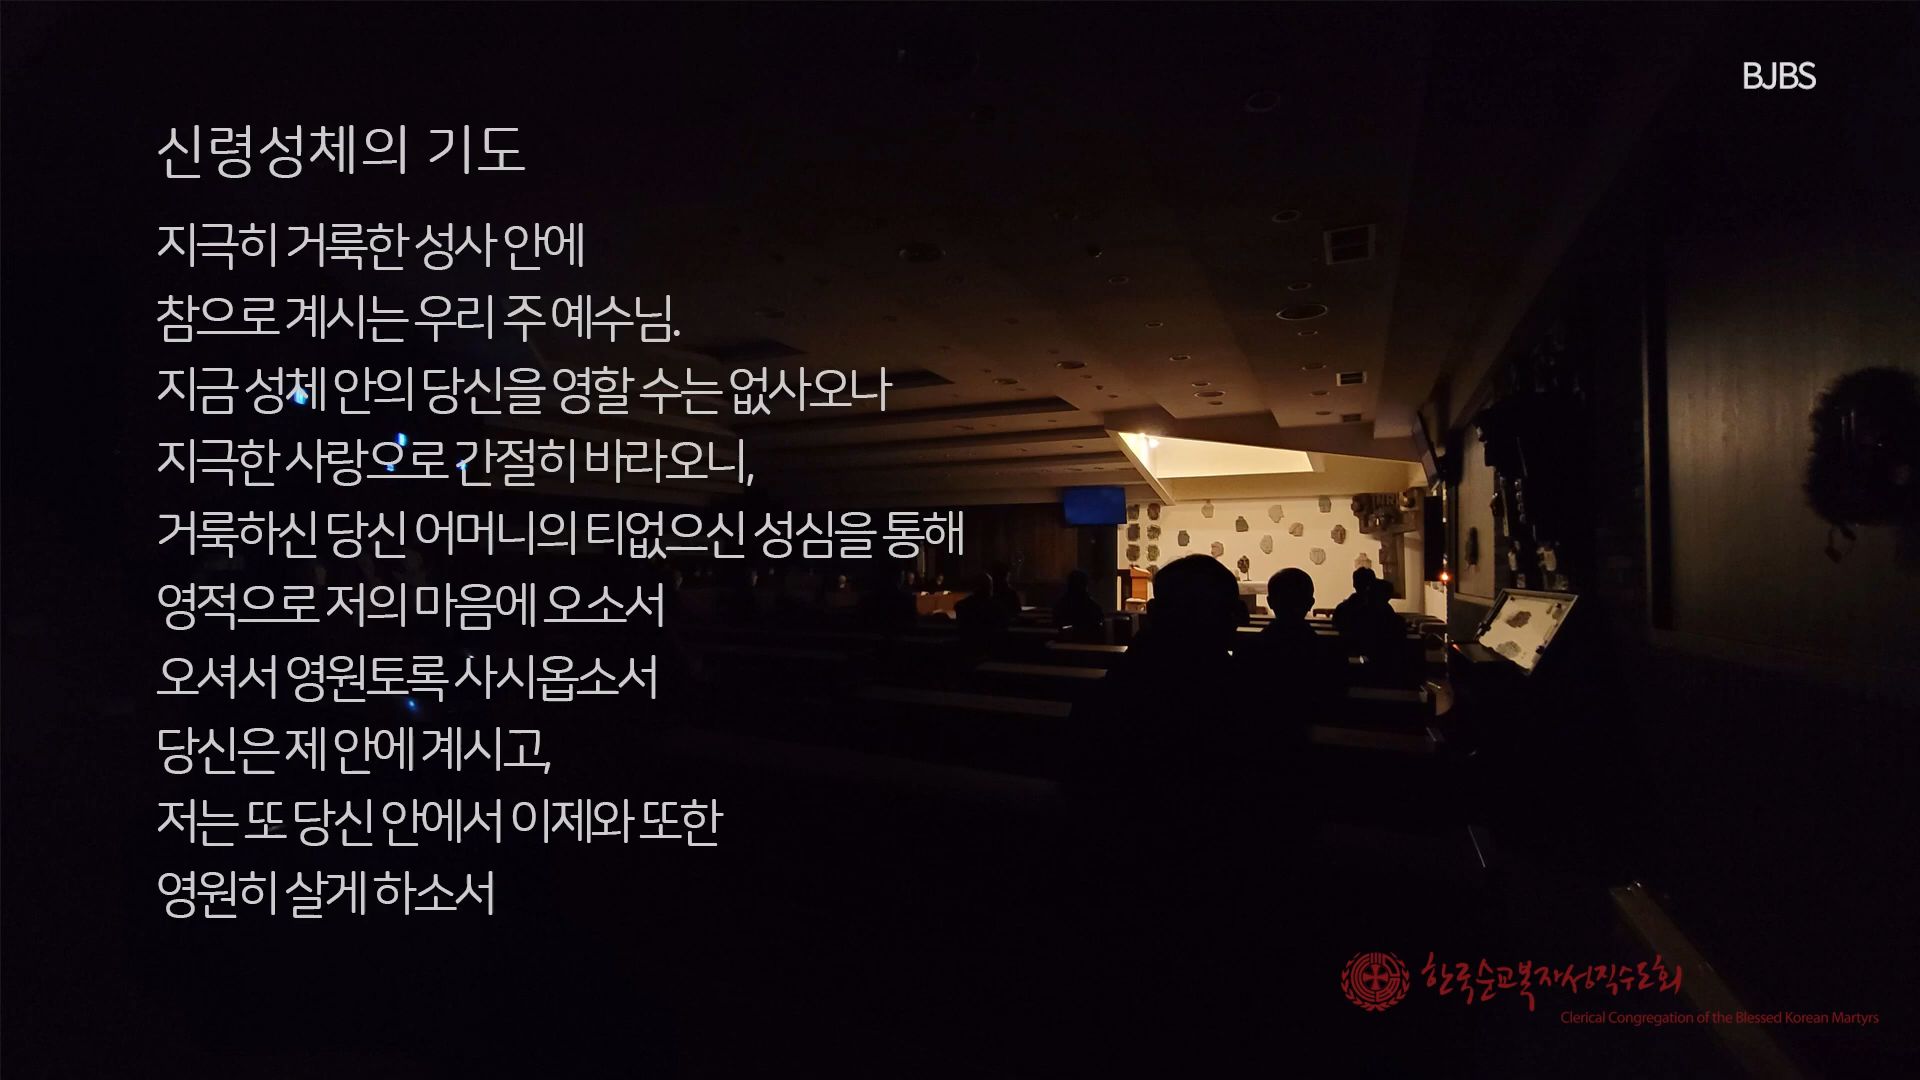 BJBS
신령성체의 기도
지극히 거룩한 성사 안에
참으로 계시는 우리 주 예수님.
지금 성체 안의 당신을 영할 수는 없사오나
지극한 사랑으로 간절히 바라오니,
거룩하신 당신 어머니의 티없으신 성심을 통해
영적으로 저의 마음에 오소서
오셔서 영원토록 사시옵소서
당신은 제 안에 계시고,
저는 또 당신 안에서 이제와 또한
영원히 살게 하소서
한국순교복자성직수도회
Clerical Congregation of the Blessed Korean Martyrs